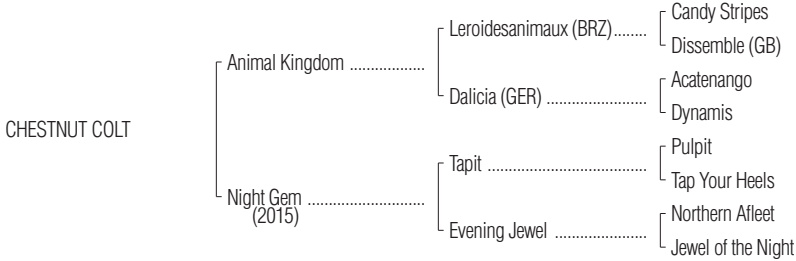 Candy Stripes
Leroidesanimaux (BRZ)........
Dissemble (GB)
Animal Kingdom ..................
Acatenango
Dalicia (GER) ........................
Dynamis
CHESTNUT COLT
Pulpit
Tapit ......................................
Tap Your Heels
Night Gem ............................
(2015)
Northern Afleet
Evening Jewel ......................
Jewel of the Night